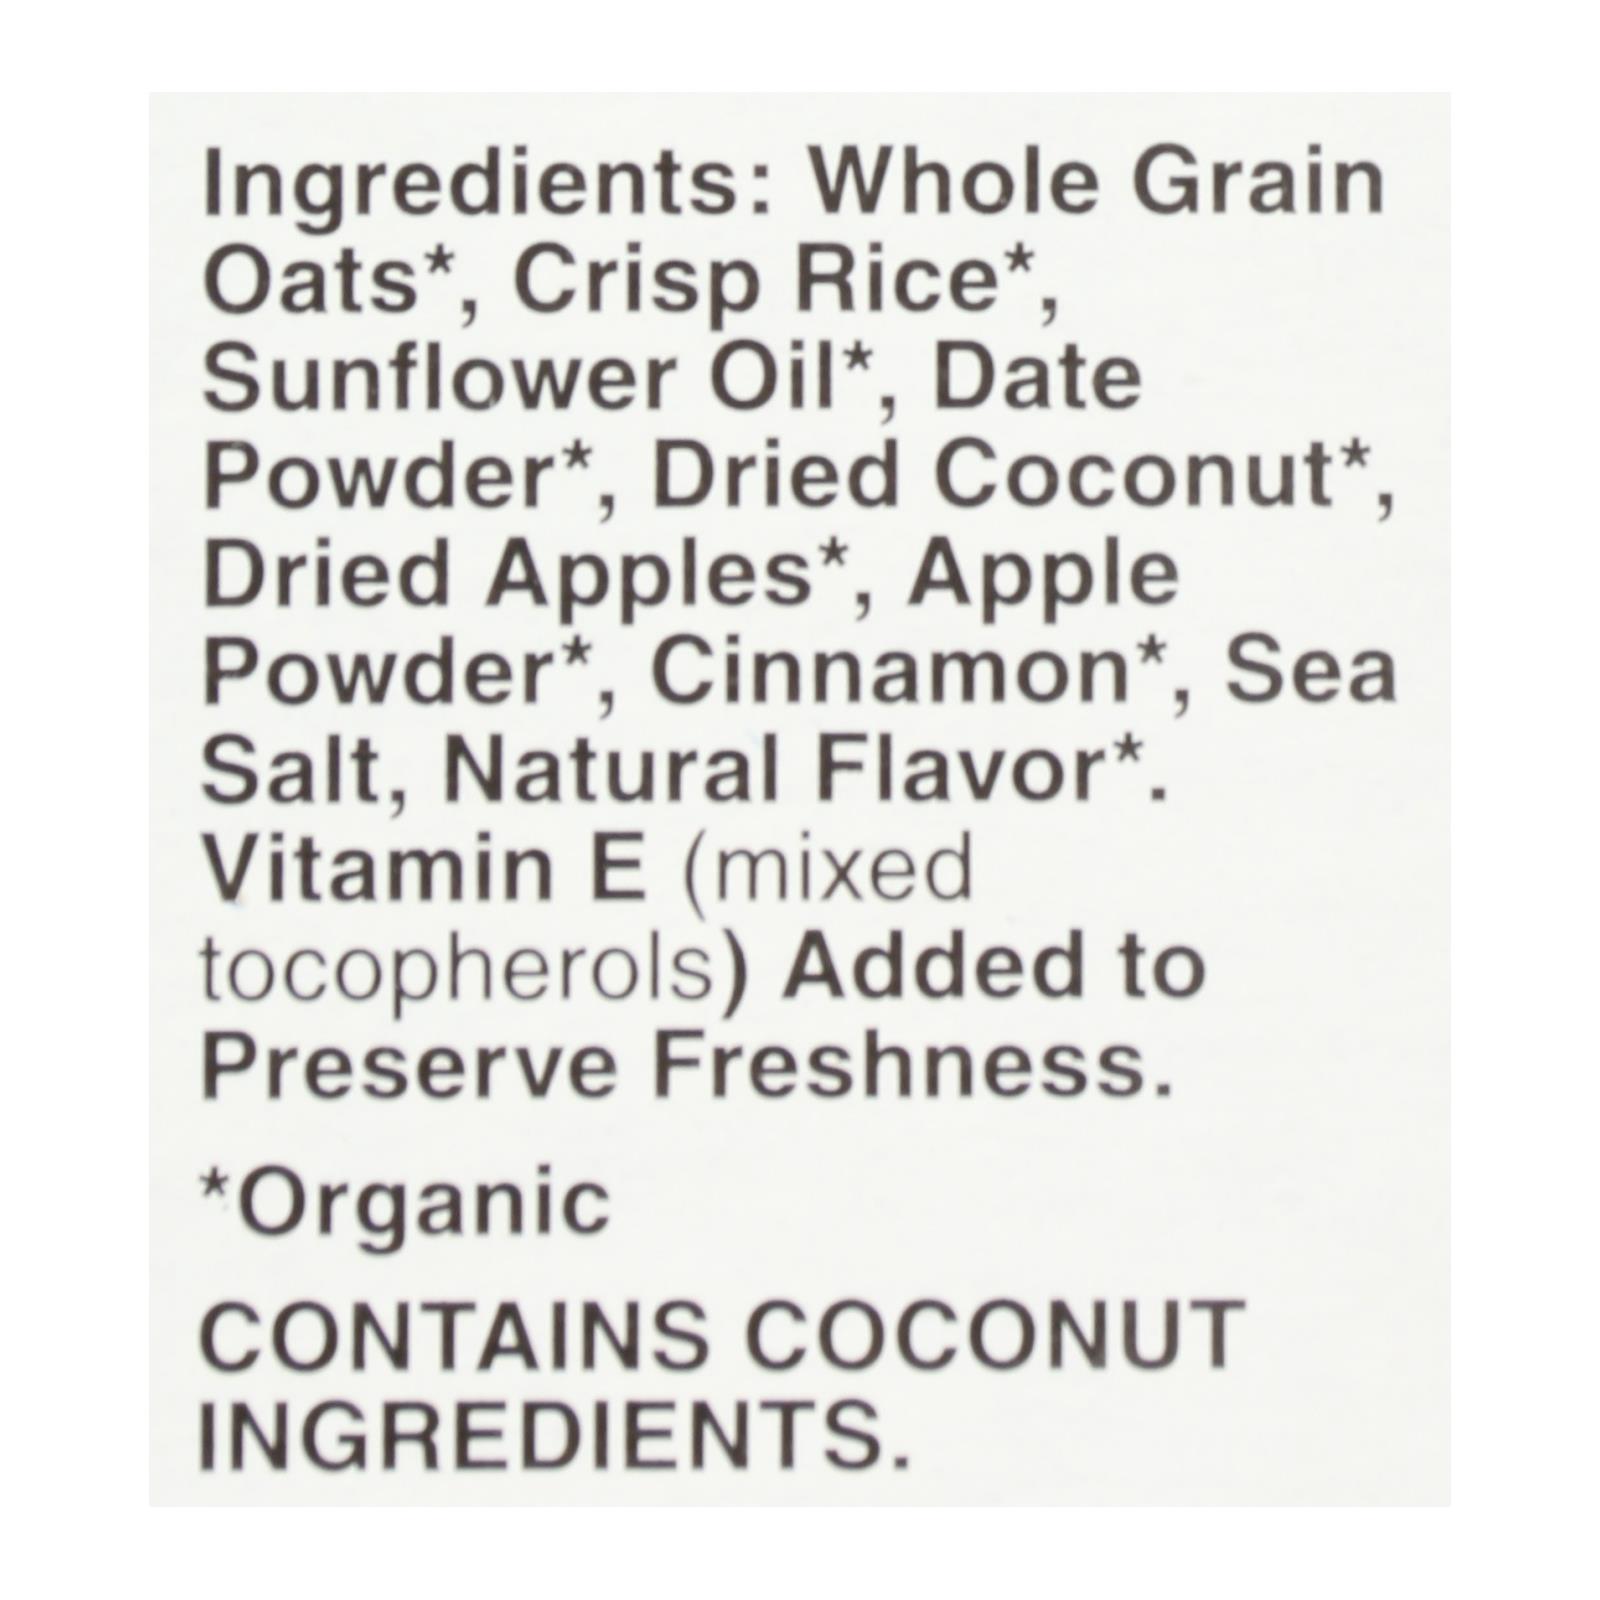 Ingredients: Whole Grain
Oats*, Crisp Rice*,
Sunflower Oil*, Date
Powder*, Dried Coconut*,
Dried Apples*, Apple
Powder*, Cinnamon*, Sea
Salt, Natural Flavor*.
Vitamin E (mixed
tocopherols) Added to
Preserve Freshness.
*Organic
CONTAINS COCONUT
INGREDIENTS.